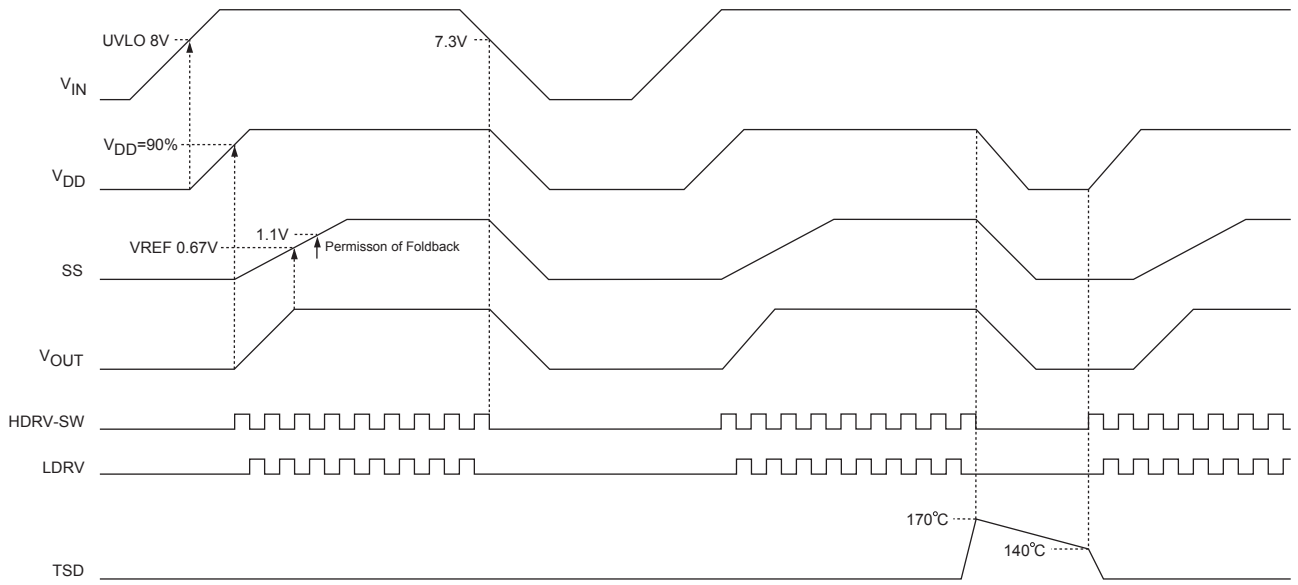 UVLO 8V
7.3V
VIN
VDD=90%
VDD
1.1V
VREF 0.67V
Permisson of Foldback
SS
VOUT
HDRV-SW
LDRV
170°C
140°C
TSD